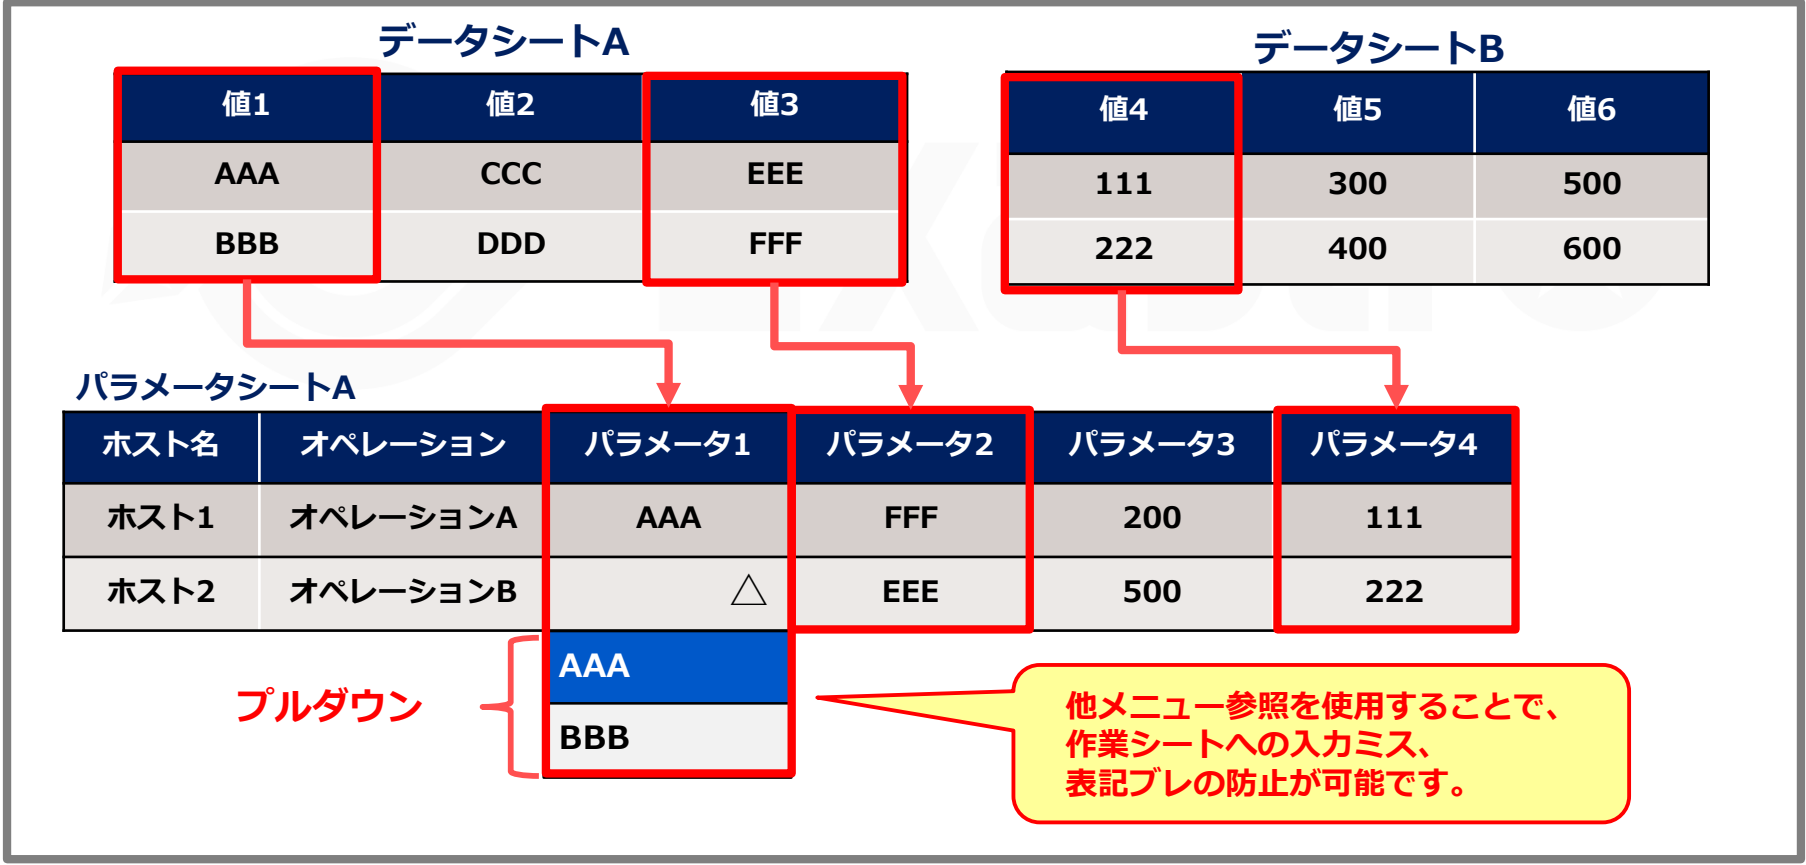 データシートA
値1 値2 値3
AAA CCC EEE
BBB DDD FFF
データシートB
値4 値5 値6
111 300 500
222 400 600
パラメータシートA
ホスト名 オペレーション パラメータ1 パラメータ2 パラメータ3 パラメータ4
ホスト1 オペレーションA AAA FFF 200 111
ホスト2 オペレーションB △ EEE 500 222
AAA
BBB
プルダウン
他メニュー参照を使用することで、
作業シートへの入力ミス、
表記ブレの防止が可能です。